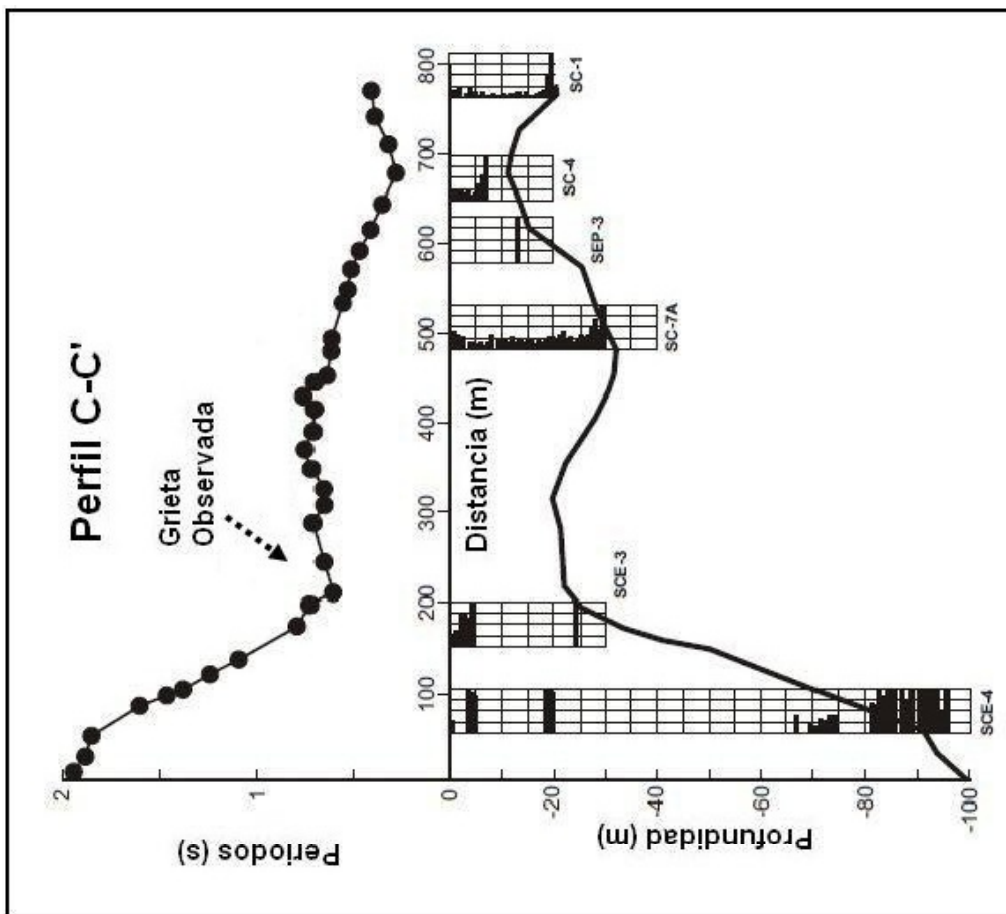 Perfil C-C'
Grieta
Observada
Periodos (s)
2
1
0
Distancia (m)
100
200
300
400
500
600
700
800
Profundidad (m)
-20
-40
-60
-80
-100
SCE-4
SCE-3
SC-7A
SEP-3
SC-4
SC-1